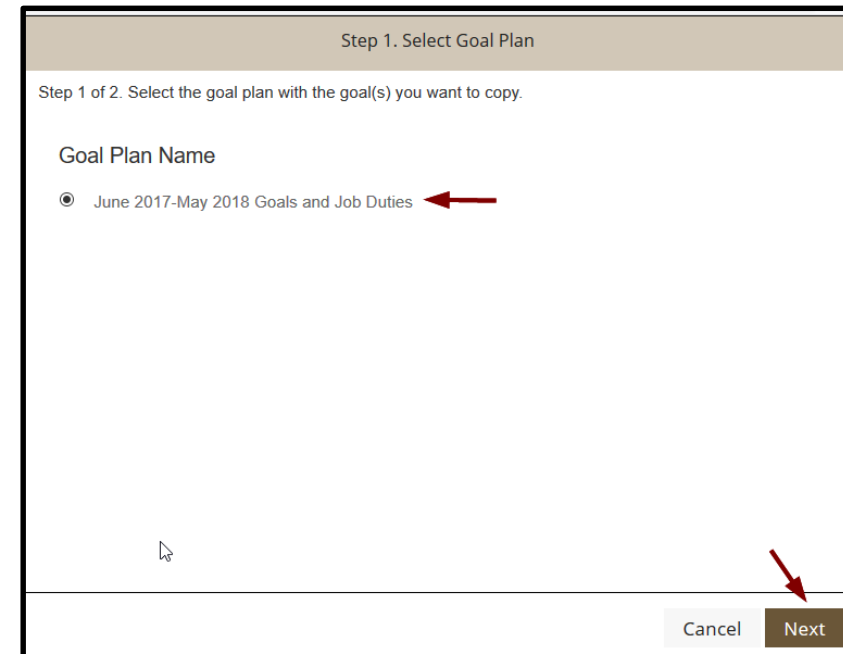 Step 1. Select Goal Plan
Step 1 of 2. Select the goal plan with the goal(s) you want to copy.
Goal Plan Name
June 2017-May 2018 Goals and Job Duties
Cancel Next